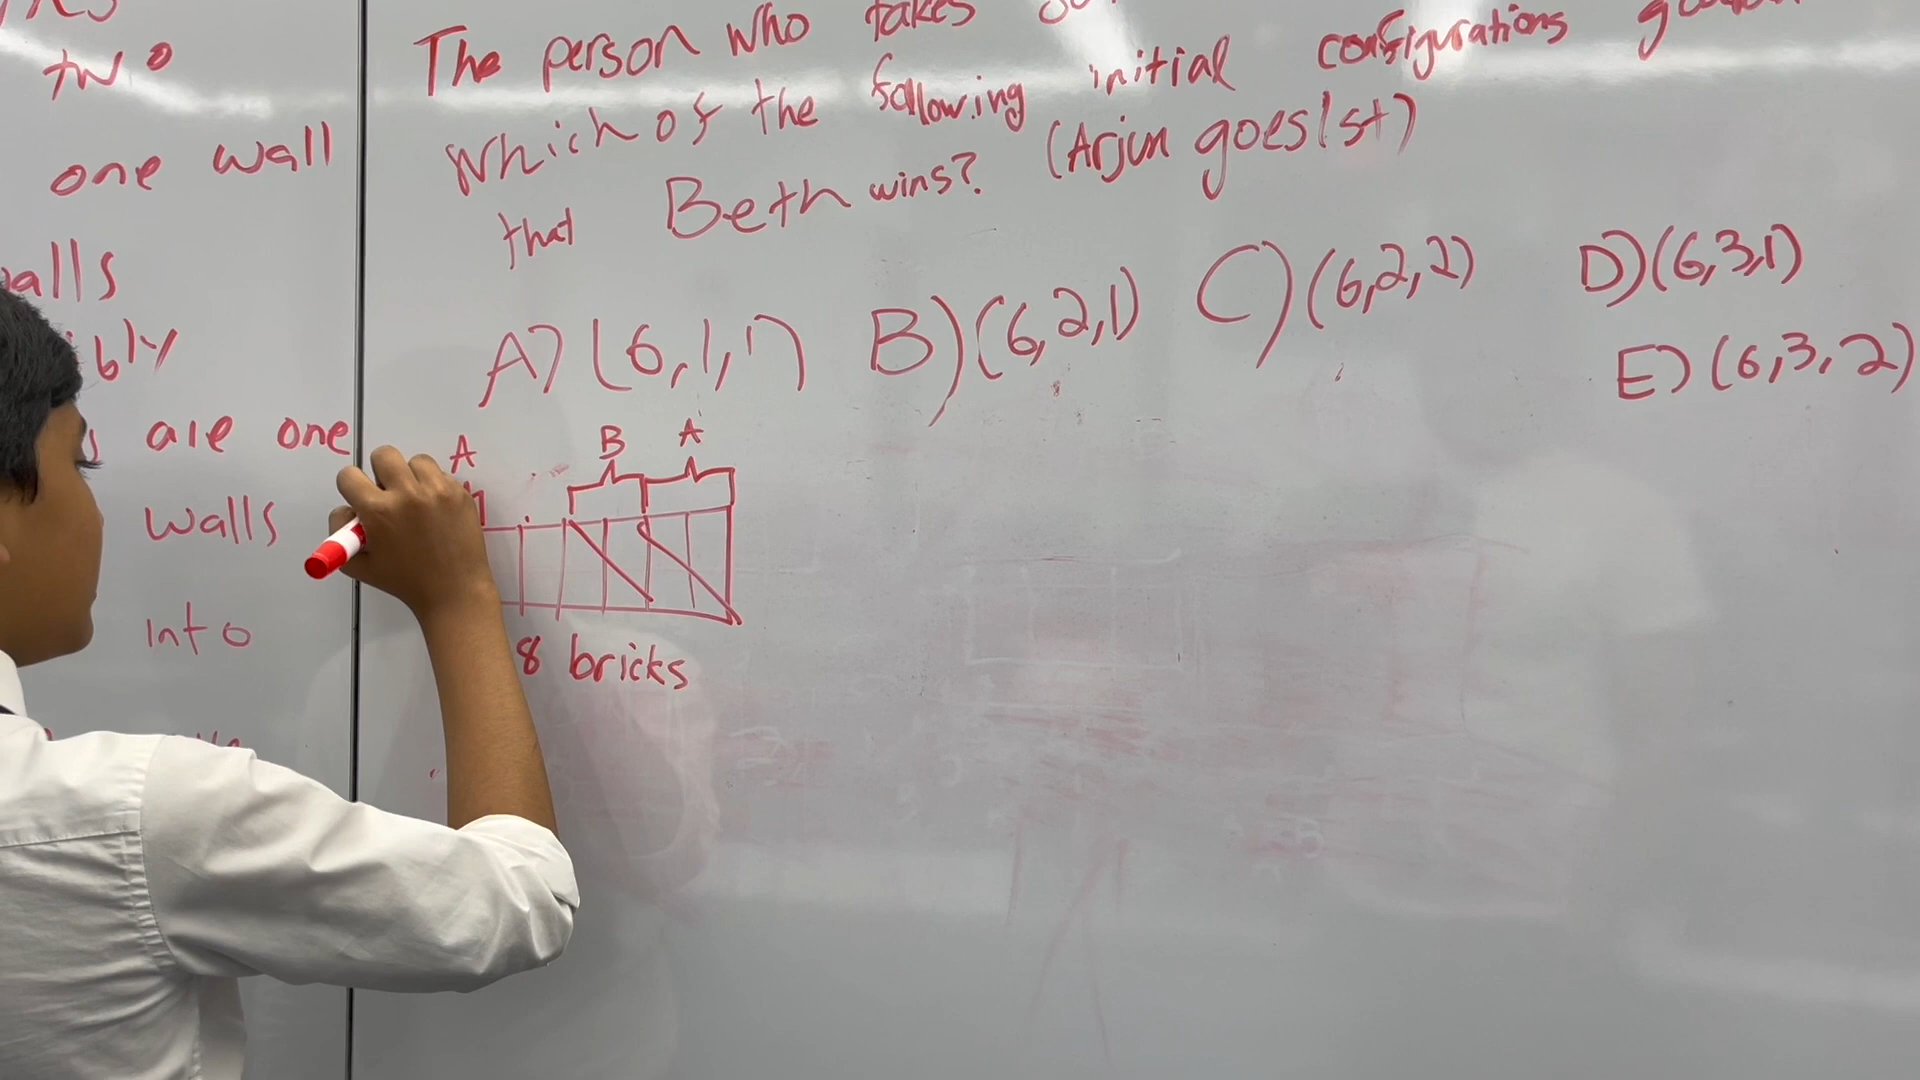 two
one wall
are one
walls
into
The person who takes
Which of the following initial configurations
that Beth wins? (Arjun goes 1st)
A) (6,1,1) B) (6,2,1) C) (6,2,2) D) (6,3,1)
E) (6,3,2)
A B A
8 bricks